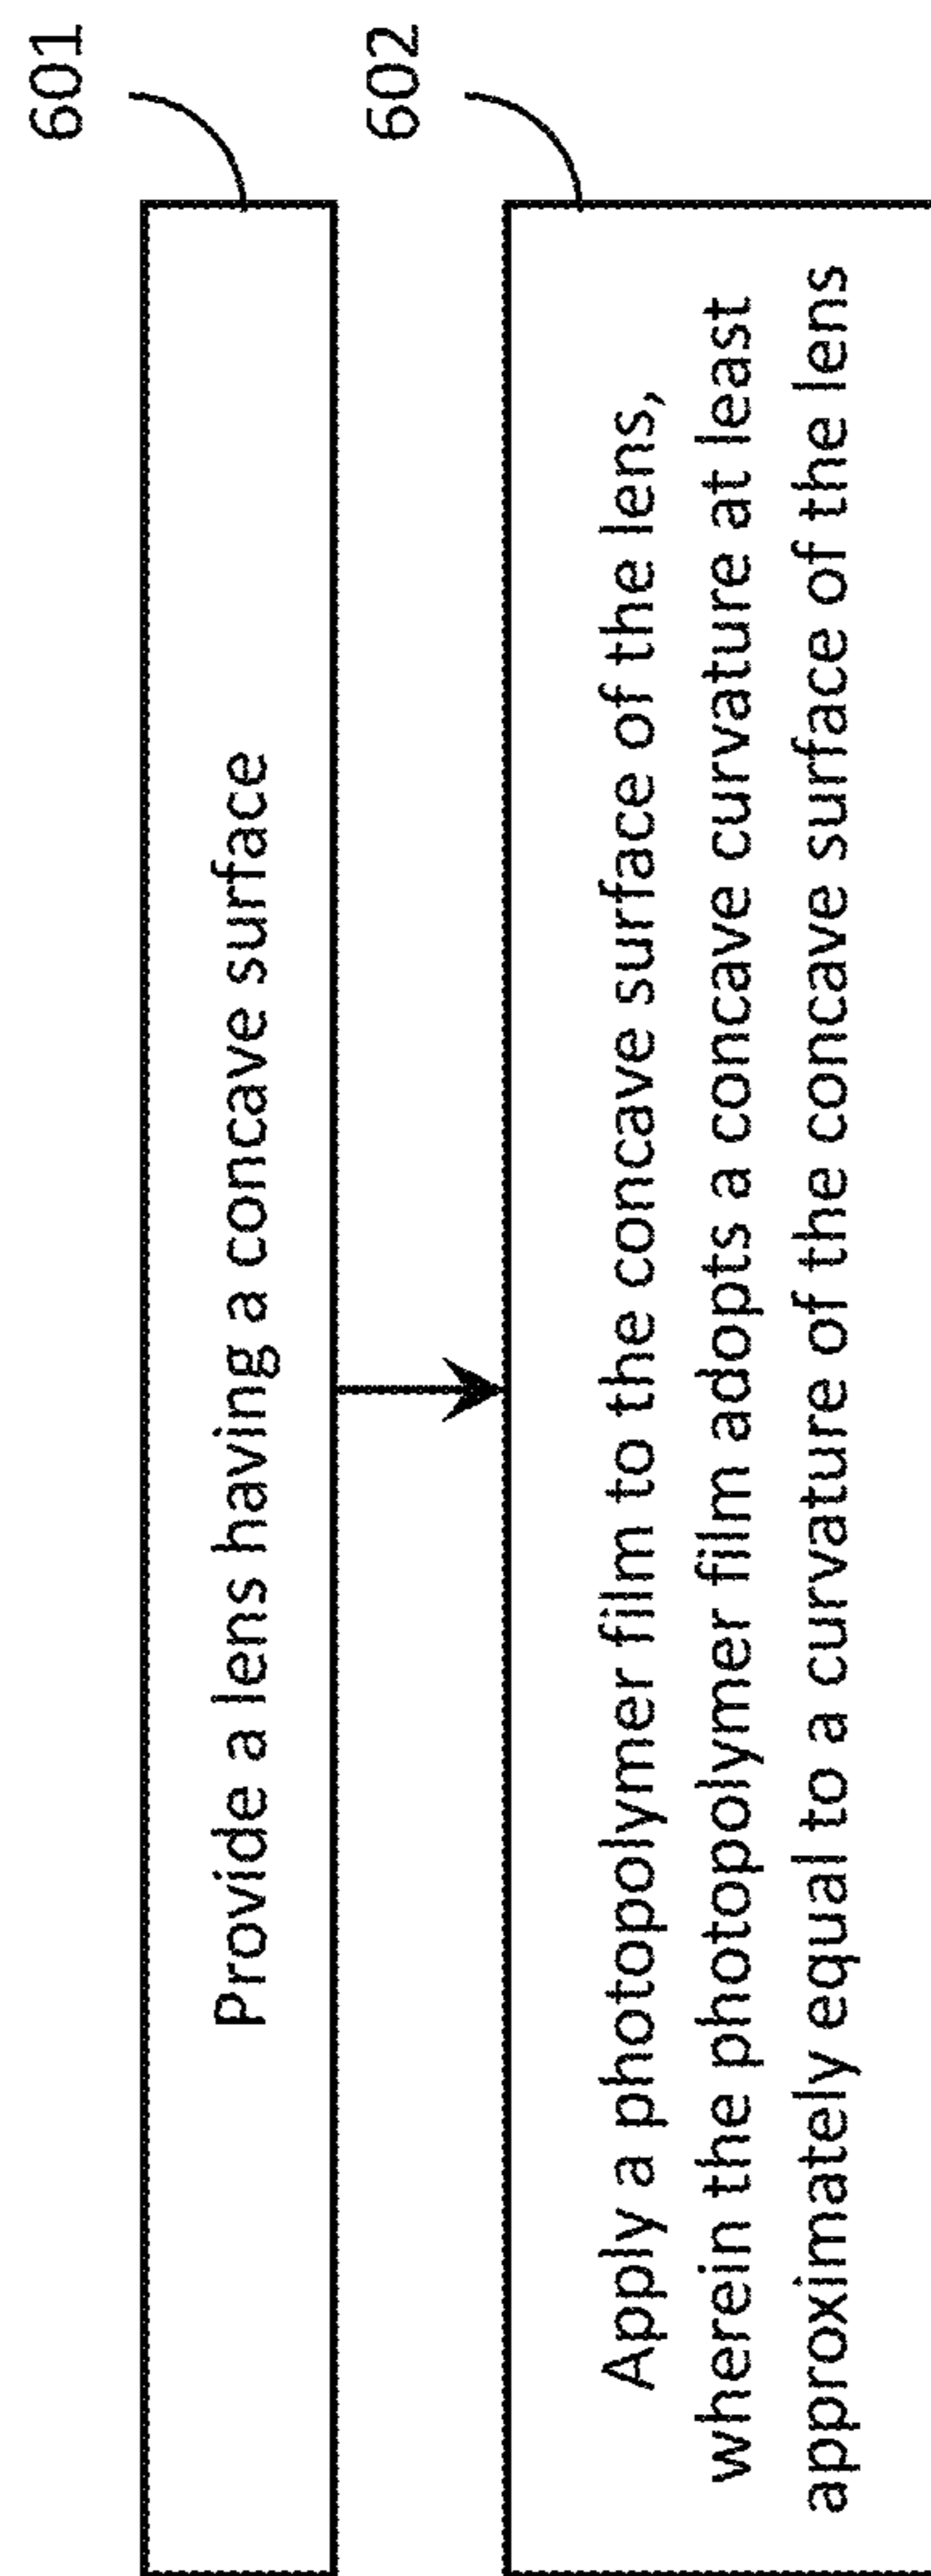 601
Provide a lens having a concave surface
602
Apply a photopolymer film to the concave surface of the lens,
wherein the photopolymer film adopts a concave curvature at least
approximately equal to a curvature of the concave surface of the lens